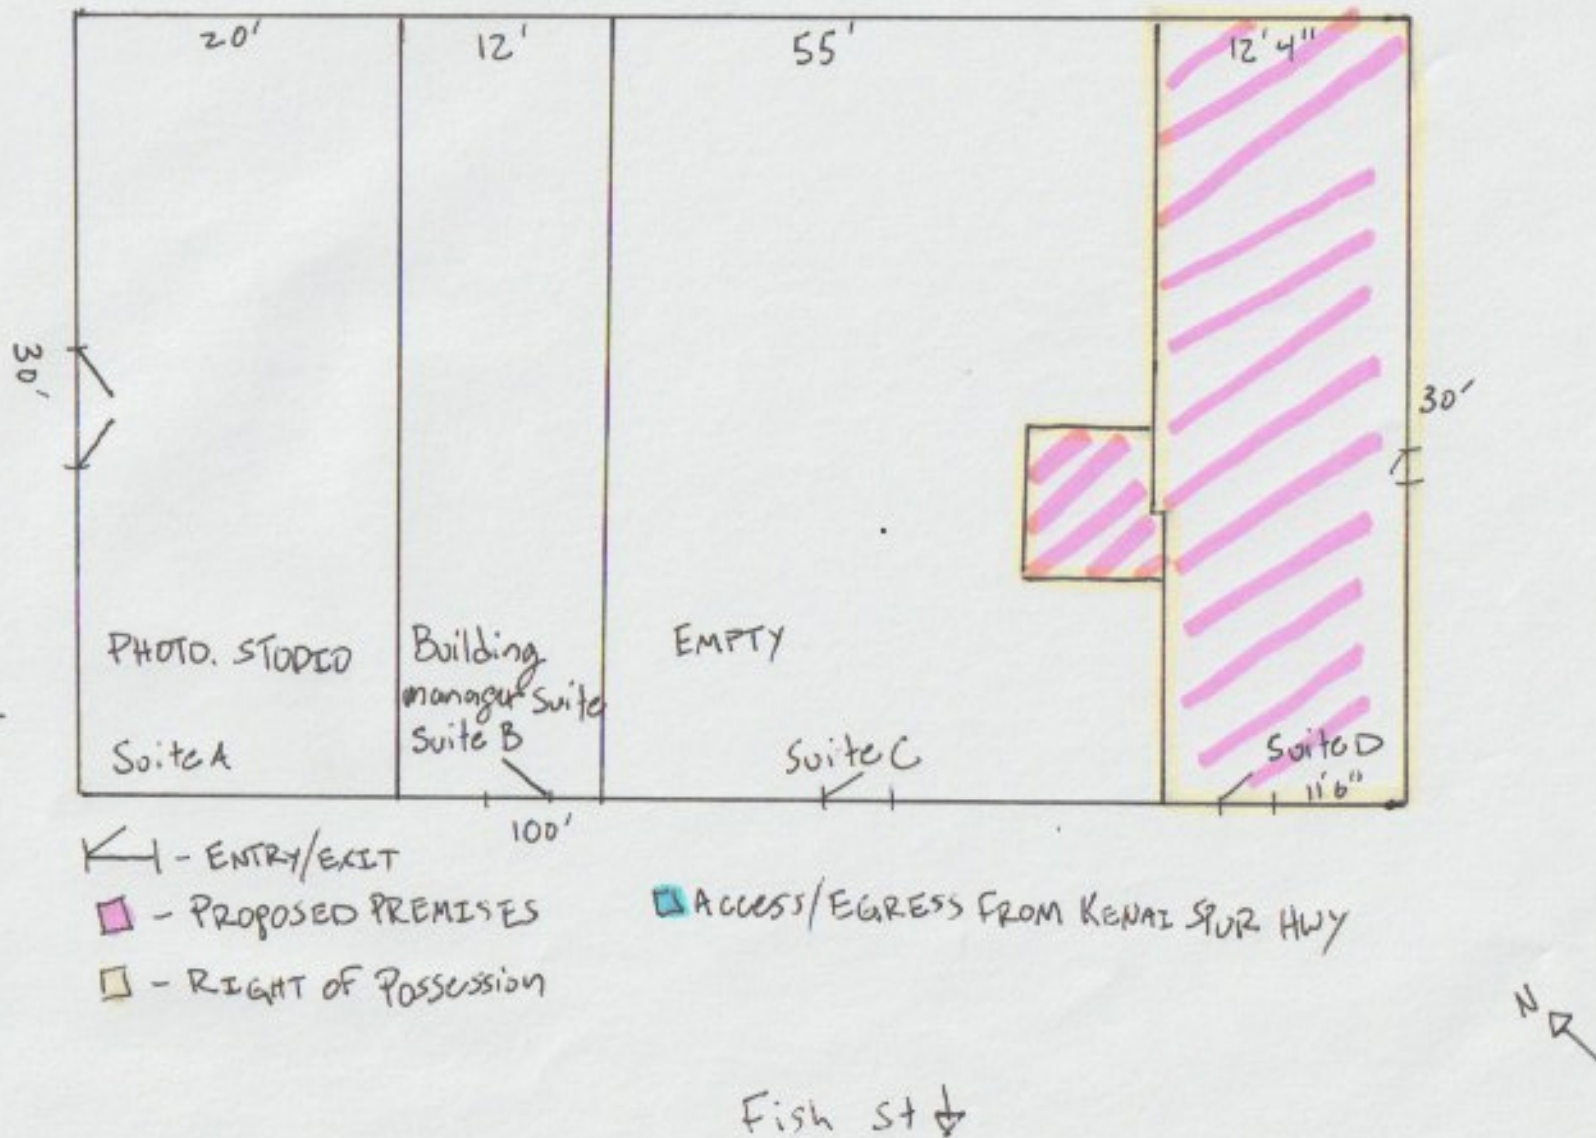 20'
12'
55'
12'4"
30'
30'
PHOTO. STUDIO
Suite A
Building
manager Suite
Suite B
EMPTY
Suite C
Suite D
11'6"
100'
- ENTRY/EXIT
- PROPOSED PREMISES
ACCESS/EGRESS FROM KENAI SPUR HWY
- RIGHT OF POSSESSION
N
Fish St